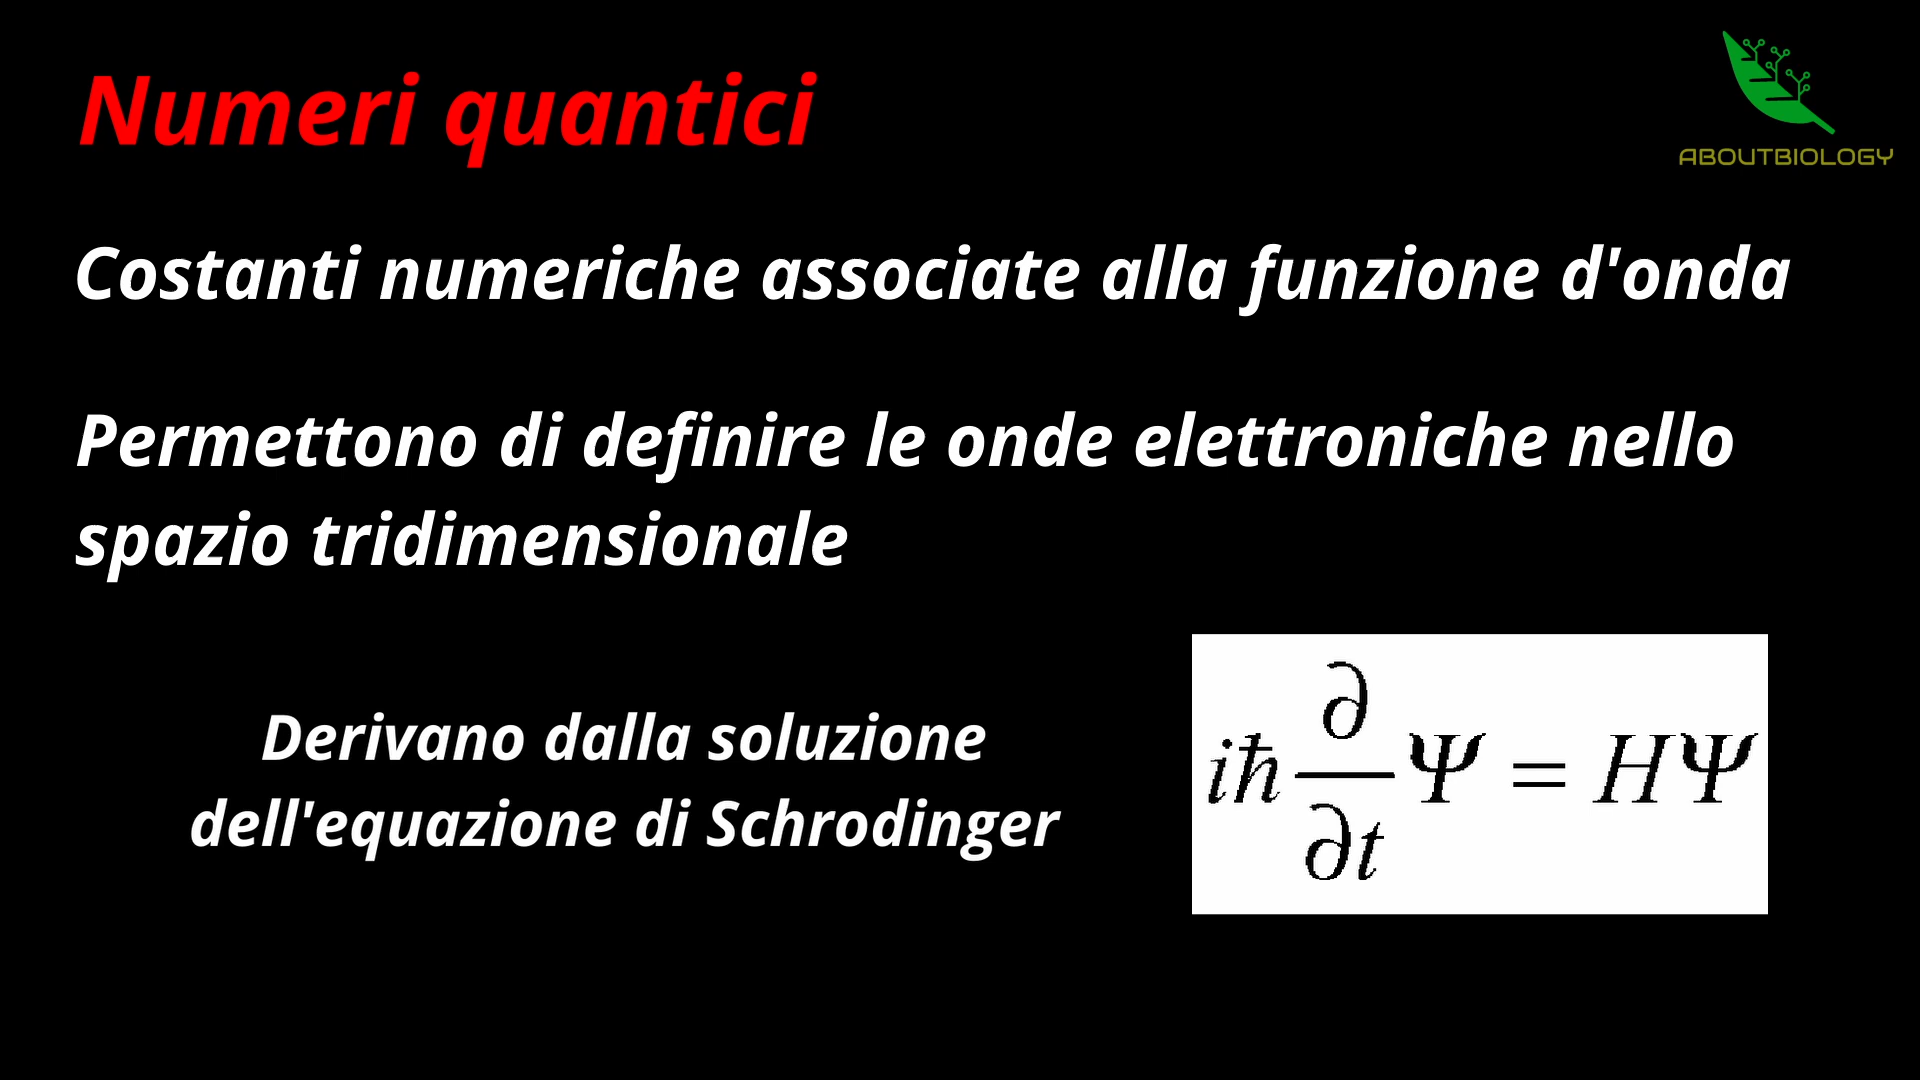 Numeri quantici
ABOUTBIOLOGY
Costanti numeriche associate alla funzione d'onda
Permettono di definire le onde elettroniche nello
spazio tridimensionale
Derivano dalla soluzione
dell'equazione di Schrodinger
iħ ∂/∂t Ψ = HΨ